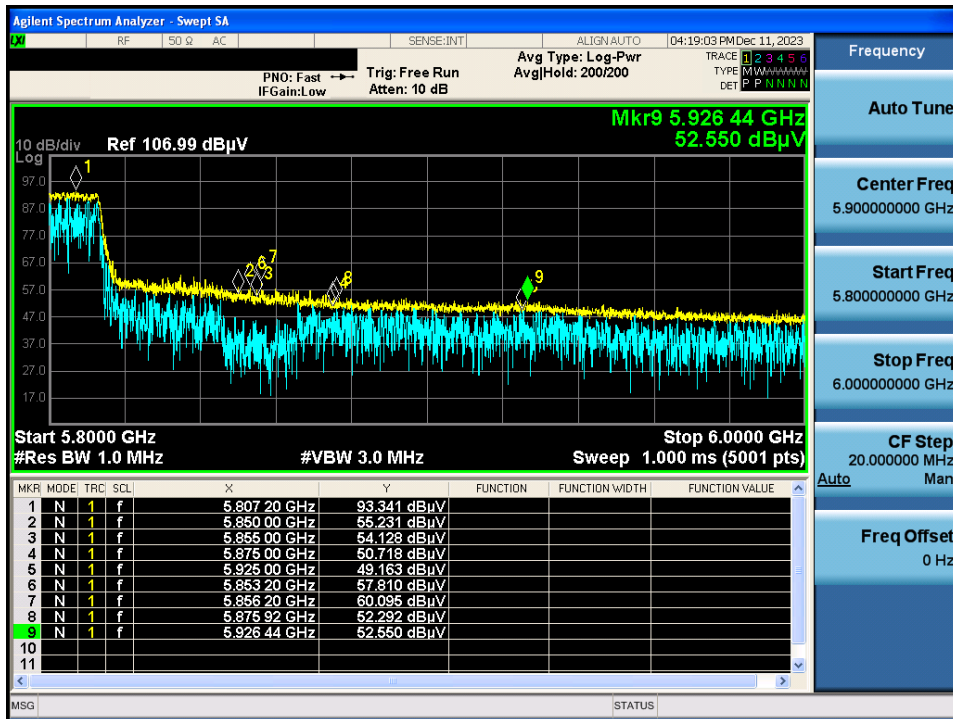 Agilent Spectrum Analyzer - Swept SA
LXI RF 50 Ω AC SENSE:INT ALIGN AUTO 04:19:03 PM Dec 11, 2023
PNO: Fast Trig: Free Run Avg Type: Log-Pwr TRACE 1 2 3 4 5 6
IFGain:Low Atten: 10 dB Avg|Hold: 200/200 TYPE M W
DET P P N N N N
Mkr9 5.926 44 GHz
52.550 dBµV
10 dB/div Ref 106.99 dBµV
Log
97.0
87.0
77.0
67.0
57.0
47.0
37.0
27.0
17.0
1
2
6
7
3
4
8
9
Start 5.8000 GHz Stop 6.0000 GHz
#Res BW 1.0 MHz #VBW 3.0 MHz Sweep 1.000 ms (5001 pts)
MKR MODE TRC SCL X Y FUNCTION FUNCTION WIDTH FUNCTION VALUE
1 N 1 f 5.807 20 GHz 93.341 dBµV
2 N 1 f 5.850 00 GHz 55.231 dBµV
3 N 1 f 5.855 00 GHz 54.128 dBµV
4 N 1 f 5.875 00 GHz 50.718 dBµV
5 N 1 f 5.925 00 GHz 49.163 dBµV
6 N 1 f 5.853 20 GHz 57.810 dBµV
7 N 1 f 5.856 20 GHz 60.095 dBµV
8 N 1 f 5.875 92 GHz 52.292 dBµV
9 N 1 f 5.926 44 GHz 52.550 dBµV
10
11
MSG STATUS
Frequency
Auto Tune
Center Freq
5.900000000 GHz
Start Freq
5.800000000 GHz
Stop Freq
6.000000000 GHz
CF Step
20.000000 MHz
Auto Man
Freq Offset
0 Hz